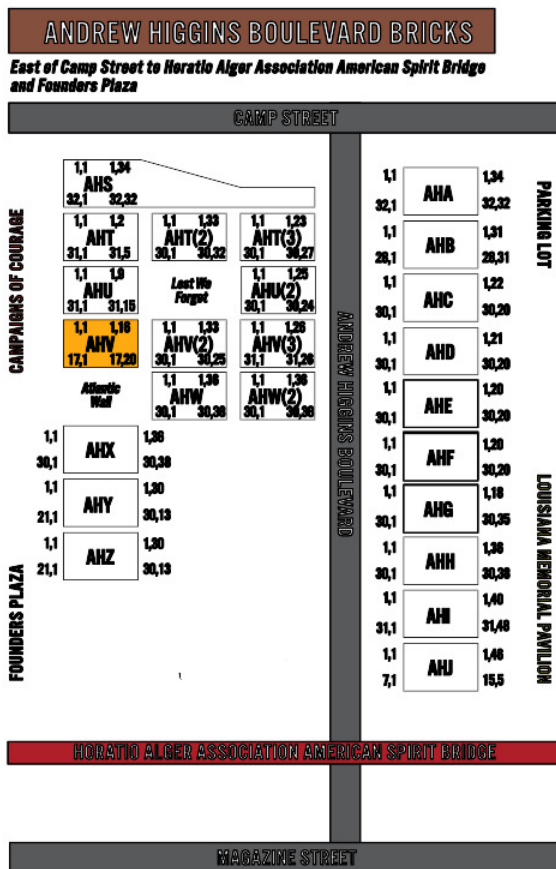 ANDREW HIGGINS BOULEVARD BRICKS
East of Camp Street to Horatio Alger Association American Spirit Bridge
and Founders Plaza
CAMP STREET
CAMPAIGNS OF COURAGE
FOUNDERS PLAZA
1,1 1,34
AHS
32,1 32,32
1,1 1,2
AHT
31,1 31,5
1,1 1,33
AHT(2)
30,1 30,32
1,1 1,23
AHT(3)
30,1 30,27
1,1 1,9
AHU
31,1 31,15
Lest We
Forget
1,1 1,25
AHU(2)
30,1 30,24
1,1 1,16
AHV
17,1 17,20
1,1 1,33
AHV(2)
30,1 30,25
1,1 1,26
AHV(3)
31,1 31,26
Atlantic
Wall
1,1 1,36
AHW
30,1 30,36
1,1 1,36
AHW(2)
30,1 30,36
1,1 1,36
AHX
30,1 30,38
1,1 1,30
AHY
21,1 30,13
1,1 1,30
AHZ
21,1 30,13
ANDREW HIGGINS BOULEVARD
1,1 1,34
AHA
32,1 32,32
1,1 1,31
AHB
28,1 28,31
1,1 1,22
AHC
30,1 30,20
1,1 1,21
AHD
30,1 30,20
1,1 1,20
AHE
30,1 30,20
1,1 1,20
AHF
30,1 30,20
1,1 1,18
AHG
30,1 30,35
1,1 1,36
AHH
30,1 30,36
1,1 1,40
AHI
31,1 31,48
1,1 1,46
AHJ
7,1 15,5
PARKING LOT
LOUISIANA MEMORIAL PAVILION
HORATIO ALGER ASSOCIATION AMERICAN SPIRIT BRIDGE
MAGAZINE STREET